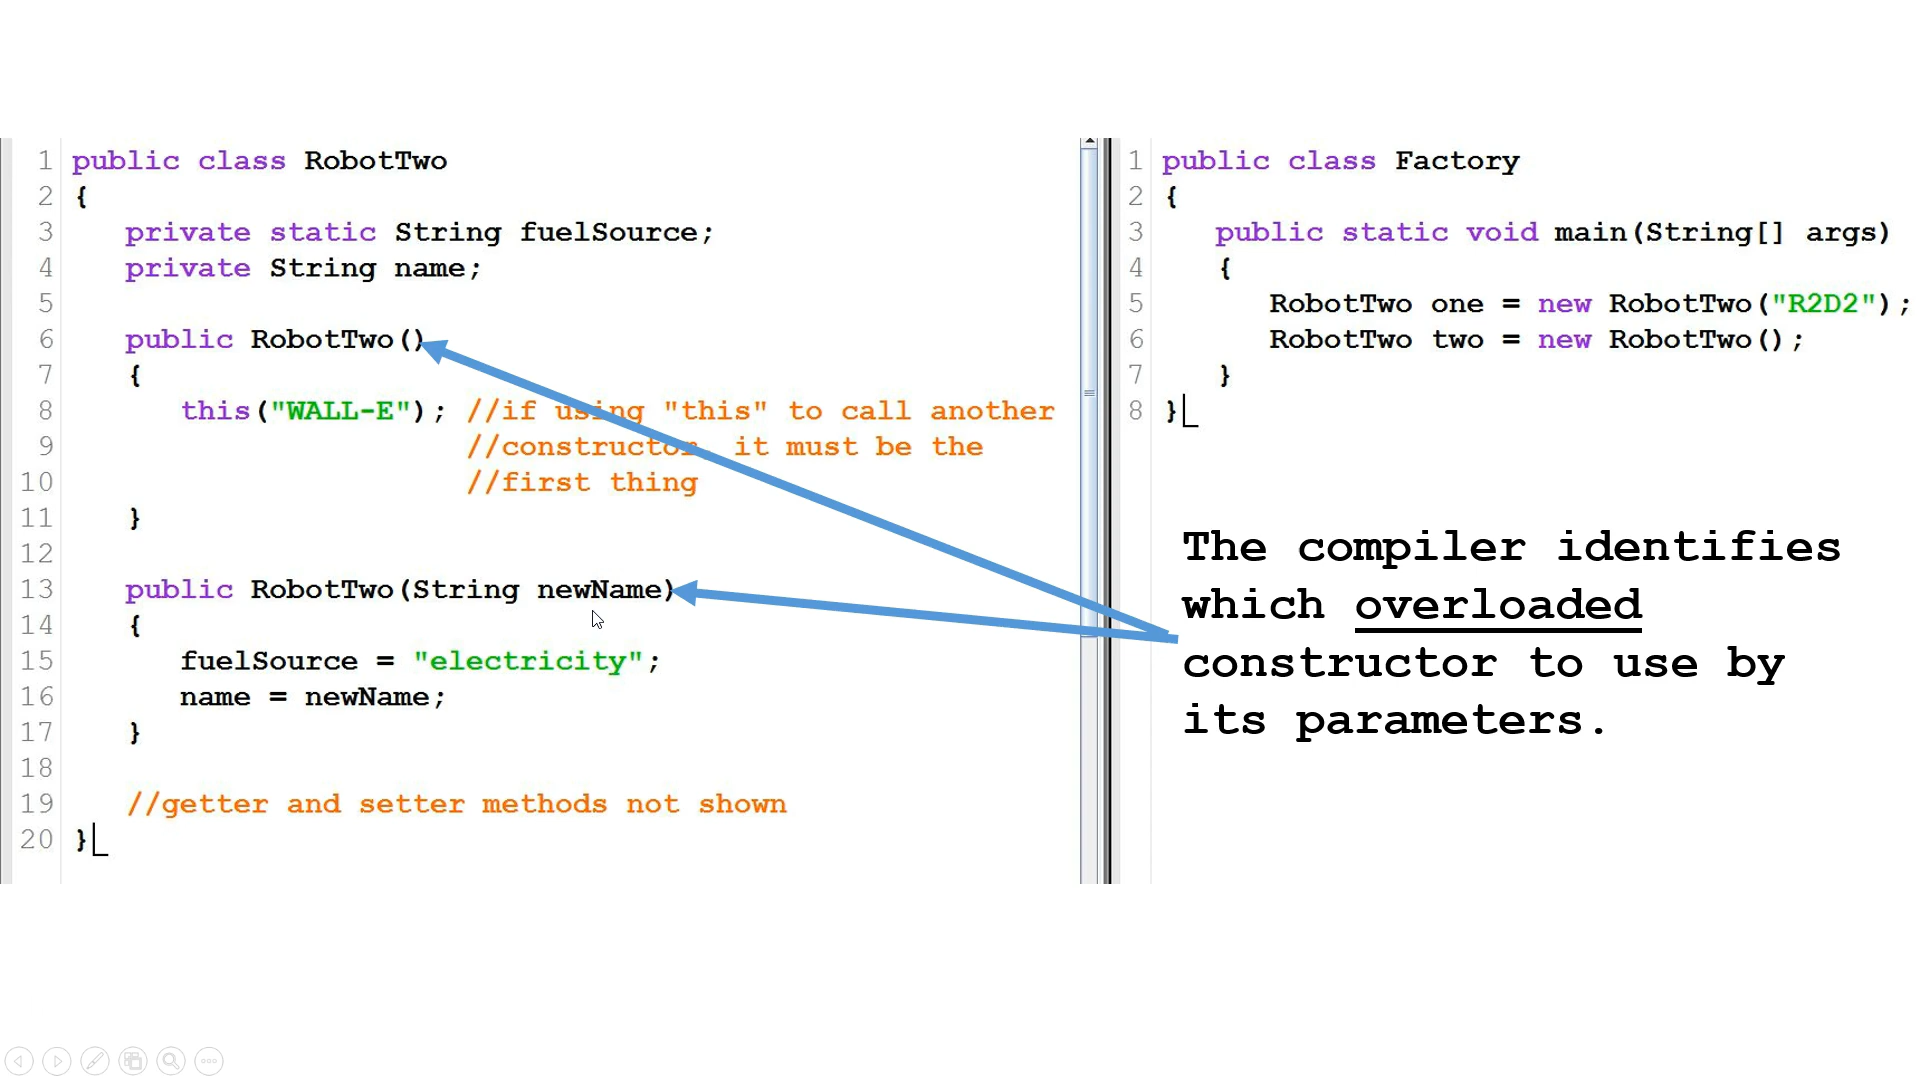 1 public class RobotTwo
2 {
3 private static String fuelSource;
4 private String name;
5
6 public RobotTwo()
7 {
8 this("WALL-E"); //if using "this" to call another
9 //constructor it must be the
10 //first thing
11 }
12
13 public RobotTwo(String newName)
14 {
15 fuelSource = "electricity";
16 name = newName;
17 }
18
19 //getter and setter methods not shown
20 }
1 public class Factory
2 {
3 public static void main(String[] args)
4 {
5 RobotTwo one = new RobotTwo("R2D2");
6 RobotTwo two = new RobotTwo();
7 }
8 }
The compiler identifies
which overloaded
constructor to use by
its parameters.